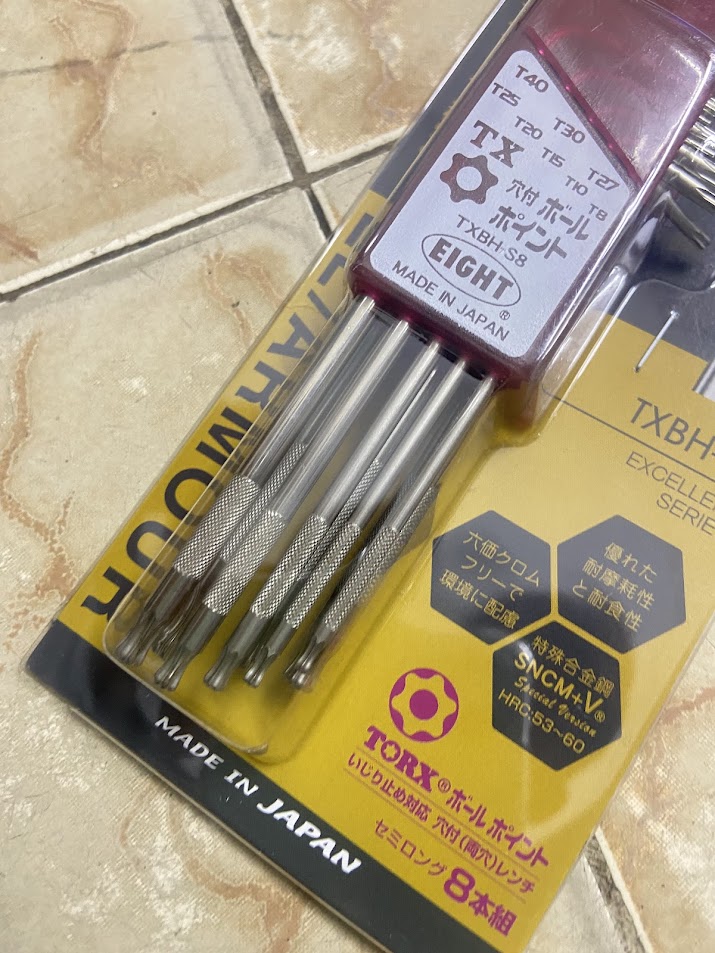 T40
T25
T30
T20
T27
T15
T10
T8
TX
穴付 ボール
ポイント
TXBH-S8
EIGHT®
MADE IN JAPAN
/ARMOUR
TXBH-
SERIE
六価クロム
フリーで
環境に配慮
優れた
耐摩耗性
と耐食性
特殊合金鋼
SNCM+V®
Special Version
HRC:53~60
TORX®ボールポイント
いじり止め対応 穴付(両穴)レンチ
セミロング 8本組
MADE IN JAPAN